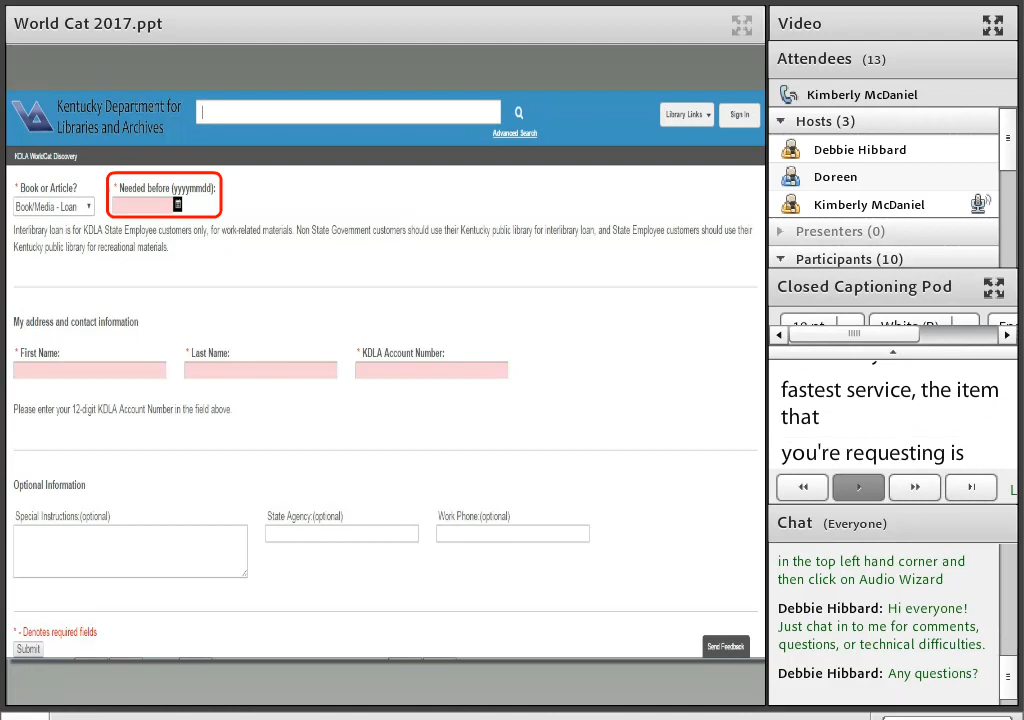 World Cat 2017.ppt
Kentucky Department for
Libraries and Archives
Advanced Search
Library Links
Sign In
KDLA WorldCat Discovery
* Book or Article?
* Needed before (yyyymmdd):
Book/Media - Loan
Interlibrary loan is for KDLA State Employee customers only, for work-related materials. Non State Government customers should use their Kentucky public library for interlibrary loan, and State Employee customers should use their
Kentucky public library for recreational materials.
My address and contact information
* First Name:
* Last Name:
* KDLA Account Number:
Please enter your 12-digit KDLA Account Number in the field above.
Optional Information
Special Instructions:(optional)
State Agency:(optional)
Work Phone:(optional)
* - Denotes required fields
Submit
Send Feedback
Video
Attendees (13)
Kimberly McDaniel
Hosts (3)
Debbie Hibbard
Doreen
Kimberly McDaniel
Presenters (0)
Participants (10)
Closed Captioning Pod
fastest service, the item
that
you're requesting is
Chat (Everyone)
in the top left hand corner and
then click on Audio Wizard
Debbie Hibbard: Hi everyone!
Just chat in to me for comments,
questions, or technical difficulties.
Debbie Hibbard: Any questions?